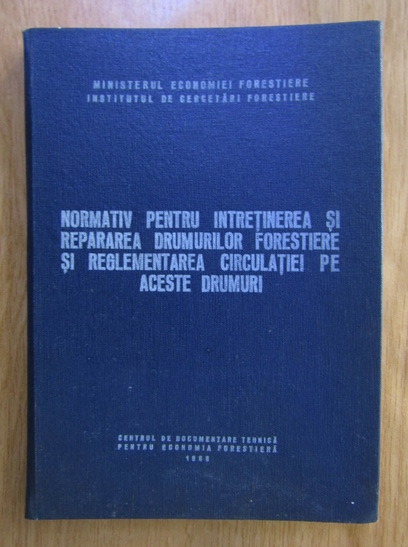 MINISTERUL ECONOMIEI FORESTIERE
INSTITUTUL DE CERCETĂRI FORESTIERE
NORMATIV PENTRU INTREȚINEREA ȘI
REPARAREA DRUMURILOR FORESTIERE
ȘI REGLEMENTAREA CIRCULAȚIEI PE
ACESTE DRUMURI
CENTRUL DE DOCUMENTARE TEHNICĂ
PENTRU ECONOMIA FORESTIERĂ